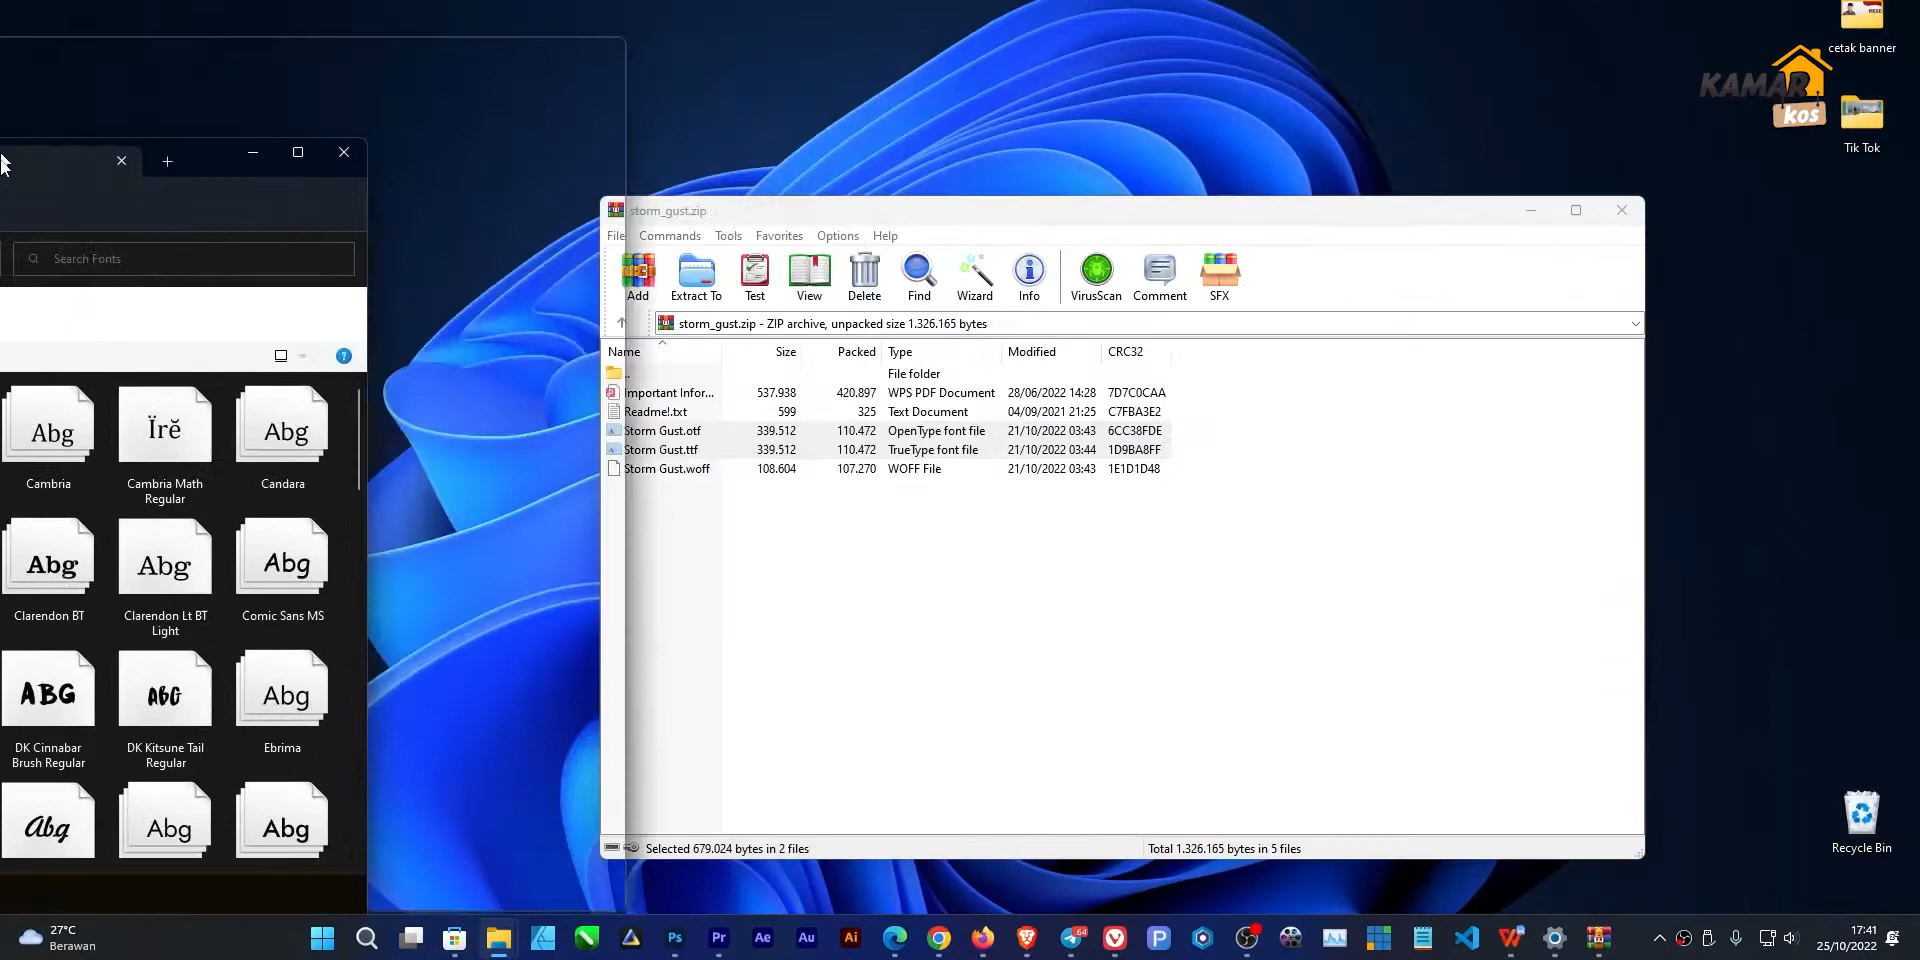 cetak banner
KAMAR
kos
Tik Tok
Search Fonts
Abg
Ïrĕ
Abg
Cambria
Cambria Math
Regular
Candara
Abg
Abg
Abg
Clarendon BT
Clarendon Lt BT
Light
Comic Sans MS
ABG
ABG
Abg
DK Cinnabar
Brush Regular
DK Kitsune Tail
Regular
Ebrima
Abg
Abg
Abg
storm_gust.zip
File Commands Tools Favorites Options Help
Add Extract To Test View Delete Find Wizard Info VirusScan Comment SFX
storm_gust.zip - ZIP archive, unpacked size 1.326.165 bytes
Name Size Packed Type Modified CRC32
.. File folder
Important Infor... 537.938 420.897 WPS PDF Document 28/06/2022 14:28 7D7C0CAA
Readme!.txt 599 325 Text Document 04/09/2021 21:25 C7FBA3E2
Storm Gust.otf 339.512 110.472 OpenType font file 21/10/2022 03:43 6CC38FDE
Storm Gust.ttf 339.512 110.472 TrueType font file 21/10/2022 03:44 1D9BA8FF
Storm Gust.woff 108.604 107.270 WOFF File 21/10/2022 03:43 1E1D1D48
Selected 679.024 bytes in 2 files
Total 1.326.165 bytes in 5 files
Recycle Bin
27°C
Berawan
Ps Pr Ae Au Ai
64
17:41
25/10/2022